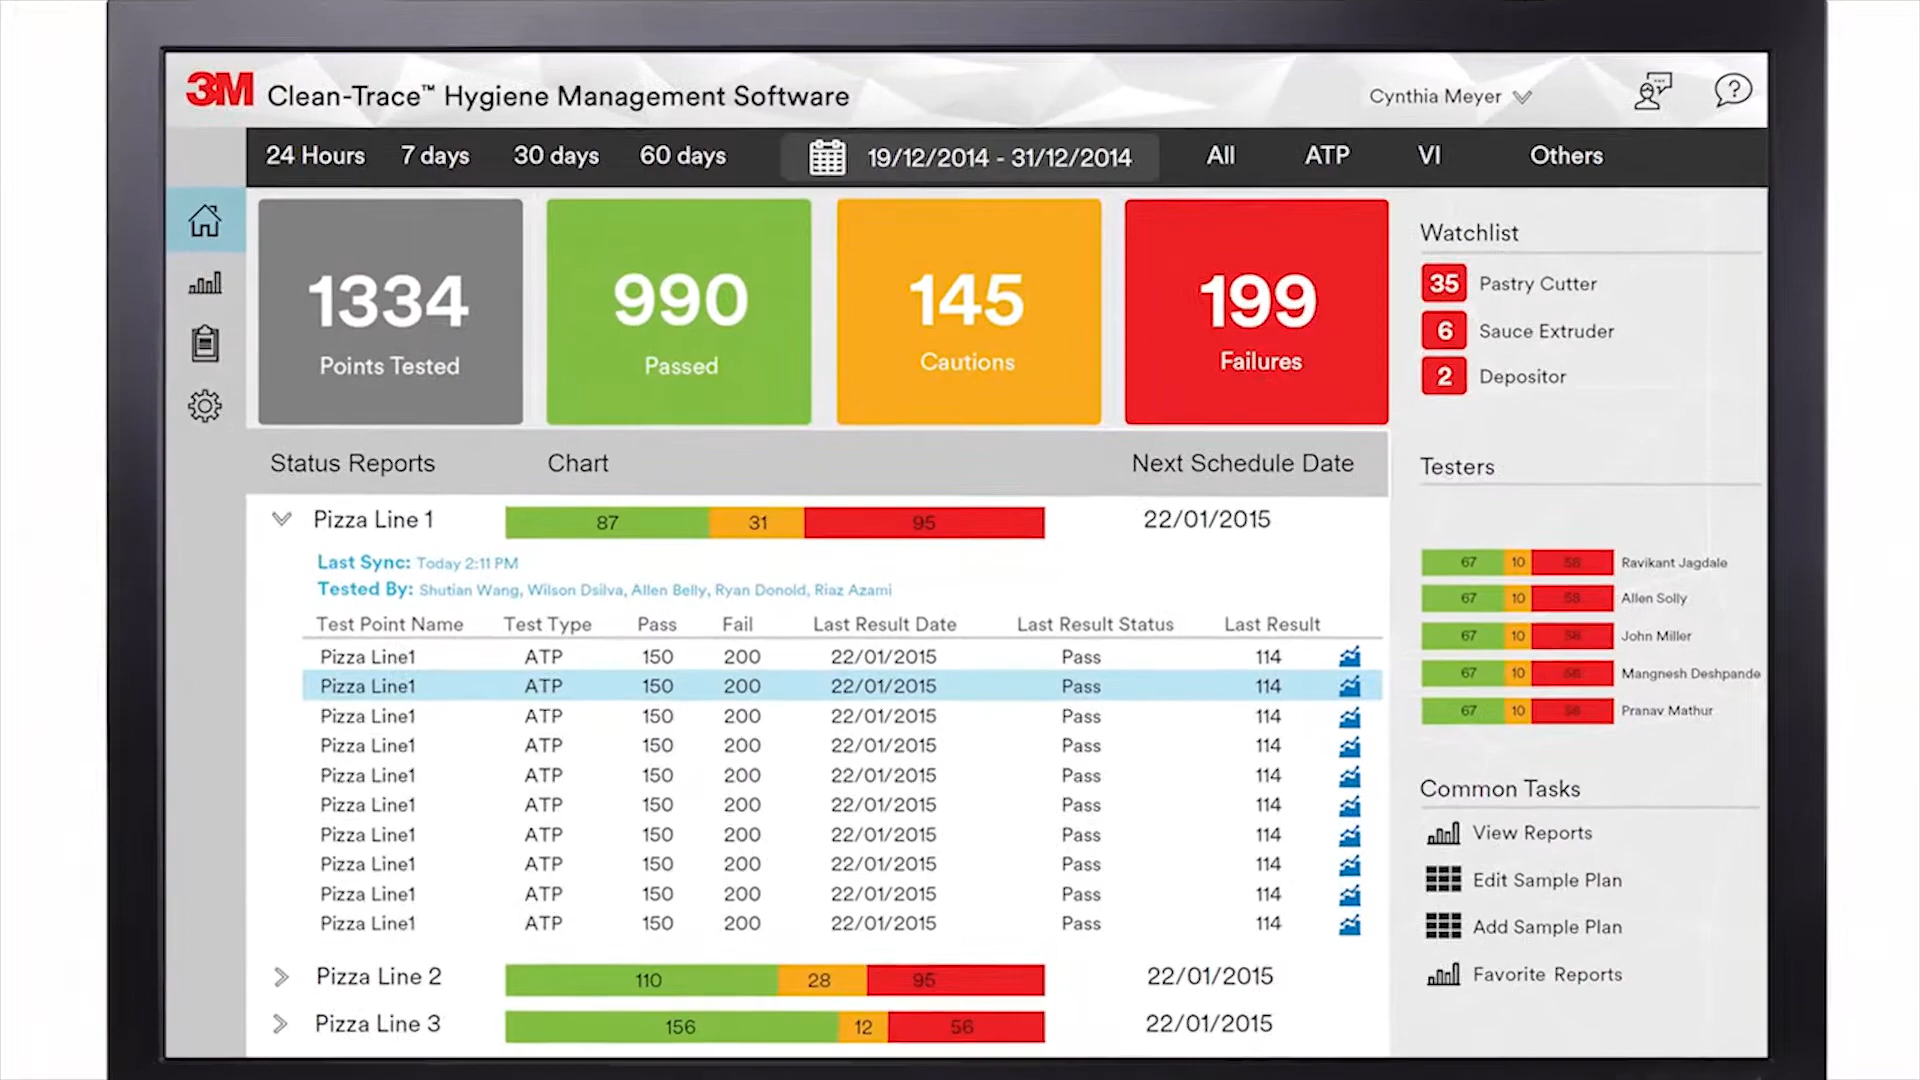 3M Clean-Trace™ Hygiene Management Software
Cynthia Meyer
24 Hours 7 days 30 days 60 days 19/12/2014 - 31/12/2014 All ATP VI Others
1334 990 145 199
Points Tested Passed Cautions Failures
Watchlist
35 Pastry Cutter
6 Sauce Extruder
2 Depositor
Status Reports Chart Next Schedule Date
Pizza Line 1 87 31 95 22/01/2015
Last Sync: Today 2:11 PM
Tested By: Shutian Wang, Wilson Dsilva, Allen Belly, Ryan Donold, Riaz Azami
Test Point Name Test Type Pass Fail Last Result Date Last Result Status Last Result
Pizza Line1 ATP 150 200 22/01/2015 Pass 114
Pizza Line1 ATP 150 200 22/01/2015 Pass 114
Pizza Line1 ATP 150 200 22/01/2015 Pass 114
Pizza Line1 ATP 150 200 22/01/2015 Pass 114
Pizza Line1 ATP 150 200 22/01/2015 Pass 114
Pizza Line1 ATP 150 200 22/01/2015 Pass 114
Pizza Line1 ATP 150 200 22/01/2015 Pass 114
Pizza Line1 ATP 150 200 22/01/2015 Pass 114
Pizza Line1 ATP 150 200 22/01/2015 Pass 114
Pizza Line1 ATP 150 200 22/01/2015 Pass 114
Pizza Line 2 110 28 95 22/01/2015
Pizza Line 3 156 12 56 22/01/2015
Testers
67 10 58 Ravikant Jagdale
67 10 58 Allen Solly
67 10 58 John Miller
67 10 58 Mangnesh Deshpande
67 10 58 Pranav Mathur
Common Tasks
View Reports
Edit Sample Plan
Add Sample Plan
Favorite Reports